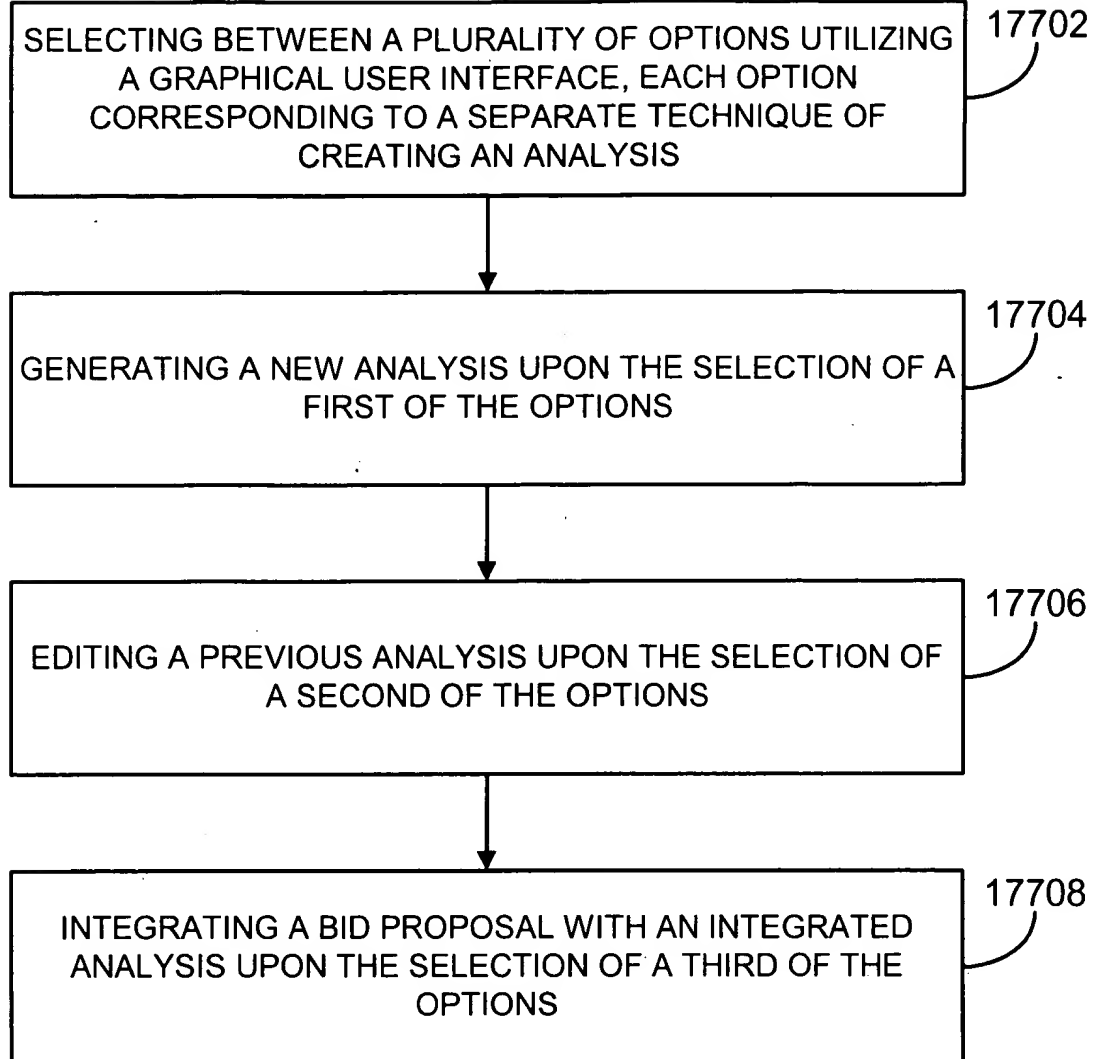 SELECTING BETWEEN A PLURALITY OF OPTIONS UTILIZING
A GRAPHICAL USER INTERFACE, EACH OPTION
CORRESPONDING TO A SEPARATE TECHNIQUE OF
CREATING AN ANALYSIS
17702
GENERATING A NEW ANALYSIS UPON THE SELECTION OF A
FIRST OF THE OPTIONS
17704
EDITING A PREVIOUS ANALYSIS UPON THE SELECTION OF
A SECOND OF THE OPTIONS
17706
INTEGRATING A BID PROPOSAL WITH AN INTEGRATED
ANALYSIS UPON THE SELECTION OF A THIRD OF THE
OPTIONS
17708